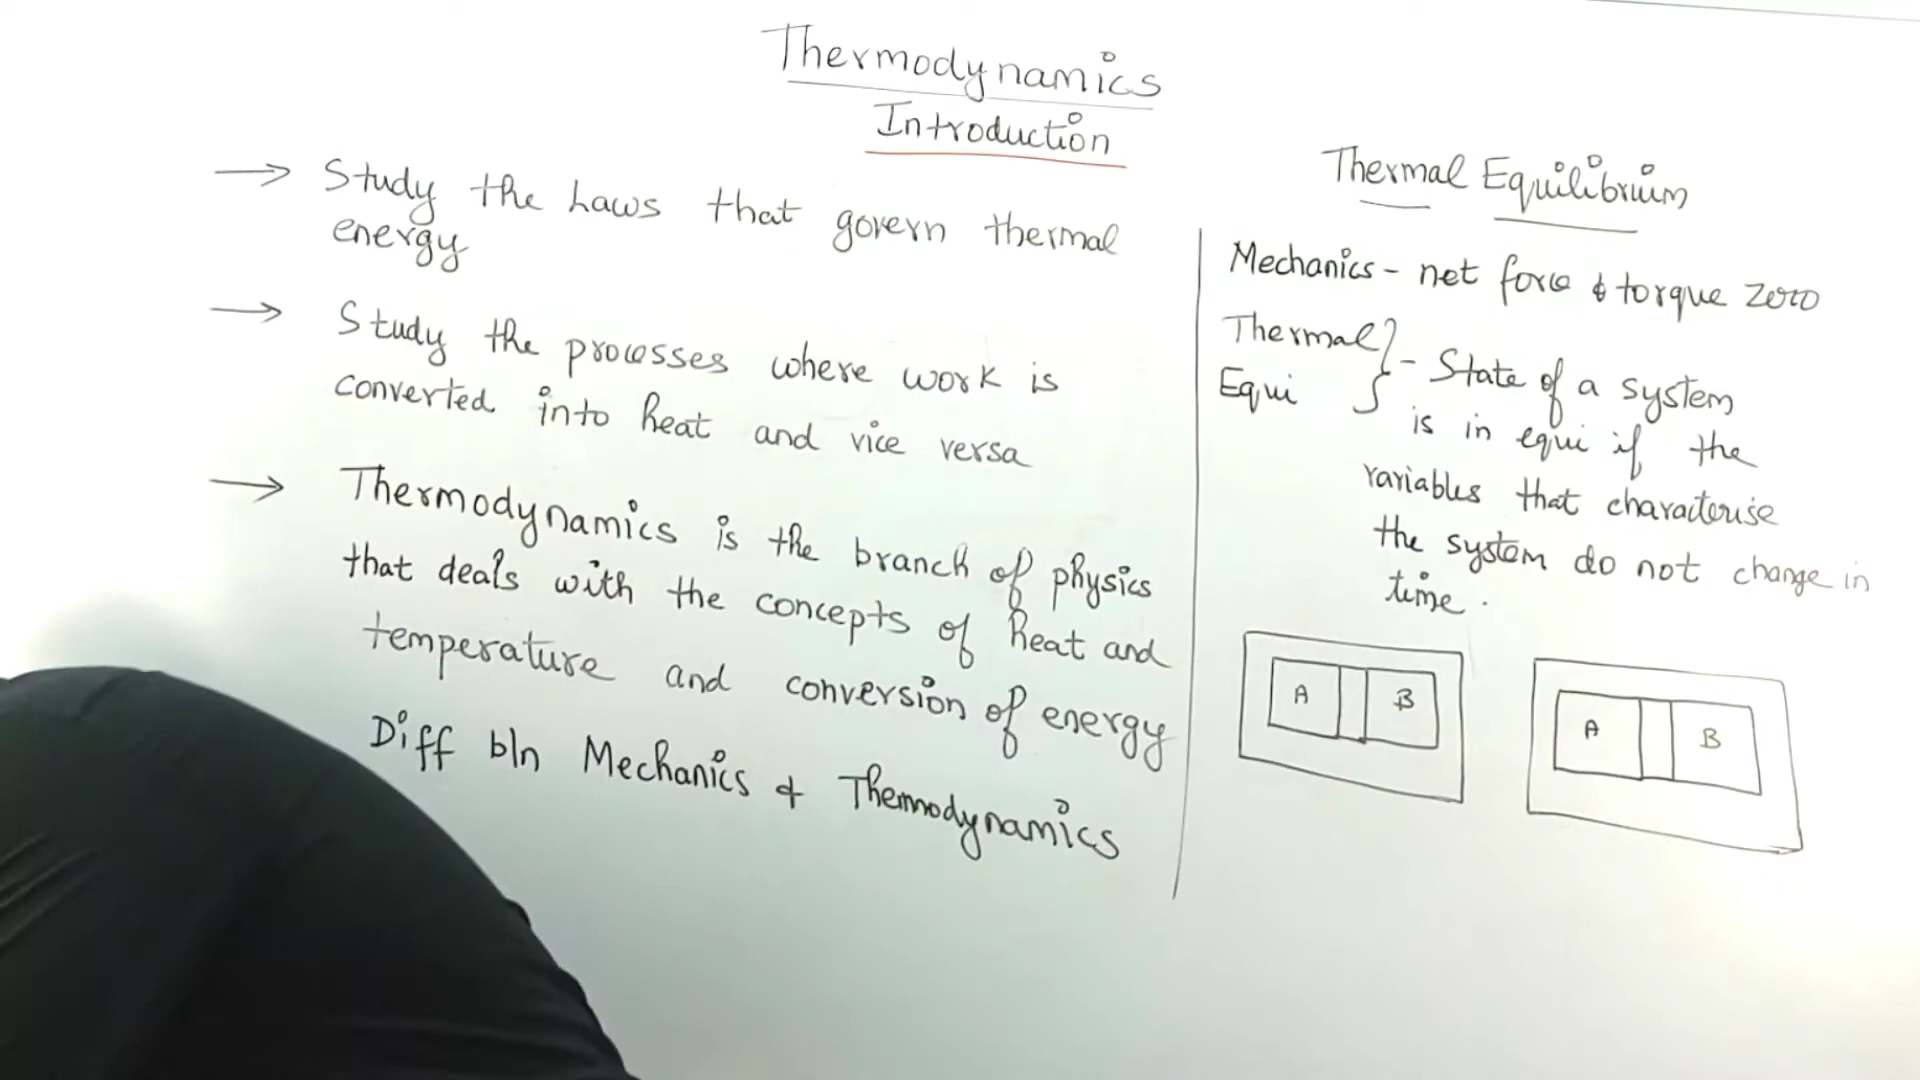 Thermodynamics
Introduction
→ Study the Laws that govern thermal
energy
→ Study the processes where work is
converted into heat and vice versa
→ Thermodynamics is the branch of physics
that deals with the concepts of heat and
temperature and conversion of energy
Diff b/n Mechanics & Thermodynamics
Thermal Equilibrium
Mechanics - net force & torque zero
Thermal } - State of a system
Equi is in equi if the
variables that characterise
the system do not change in
time.
A B
A B